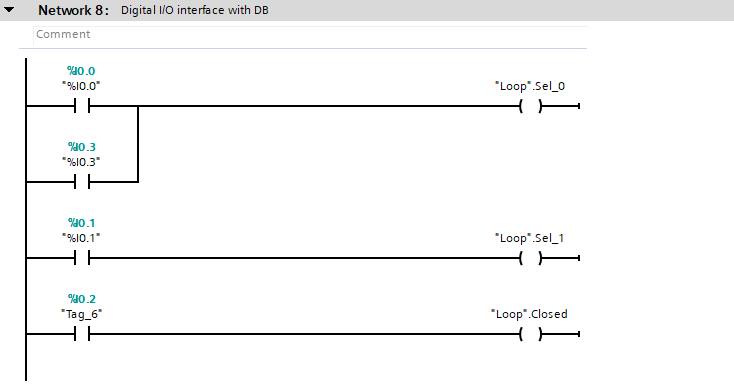 Network 8: Digital I/O interface with DB
Comment
%I0.0
"%I0.0" "Loop".Sel_0
%I0.3
"%I0.3"
%I0.1
"%I0.1" "Loop".Sel_1
%I0.2
"Tag_6" "Loop".Closed